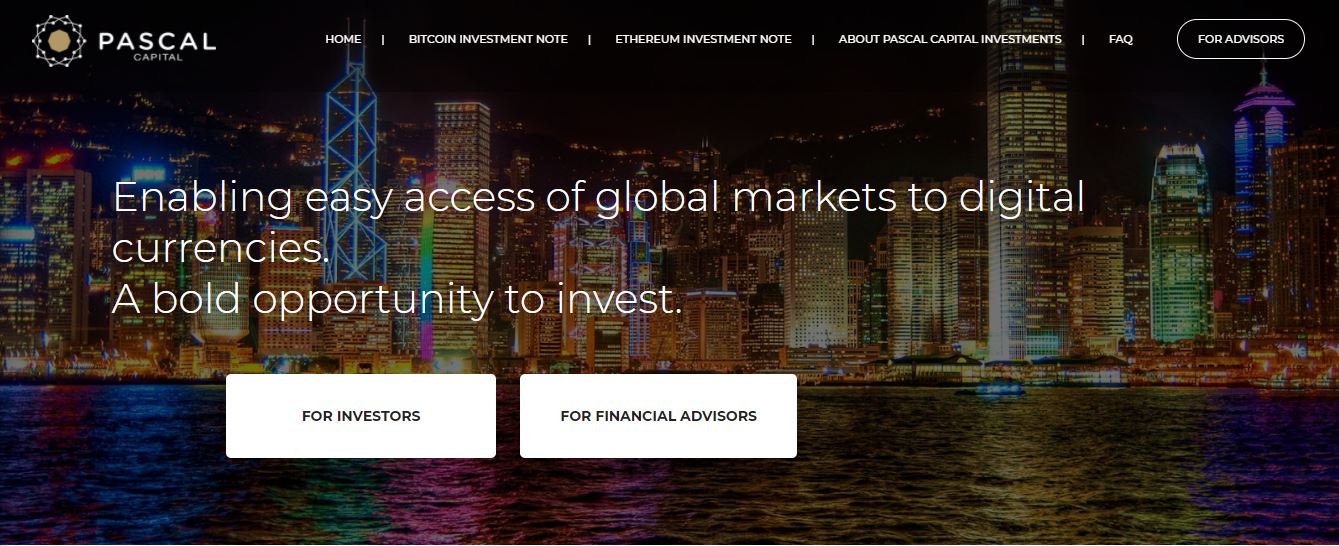 PASCAL
CAPITAL
HOME | BITCOIN INVESTMENT NOTE | ETHEREUM INVESTMENT NOTE | ABOUT PASCAL CAPITAL INVESTMENTS | FAQ FOR ADVISORS
Enabling easy access of global markets to digital
currencies.
A bold opportunity to invest.
FOR INVESTORS FOR FINANCIAL ADVISORS